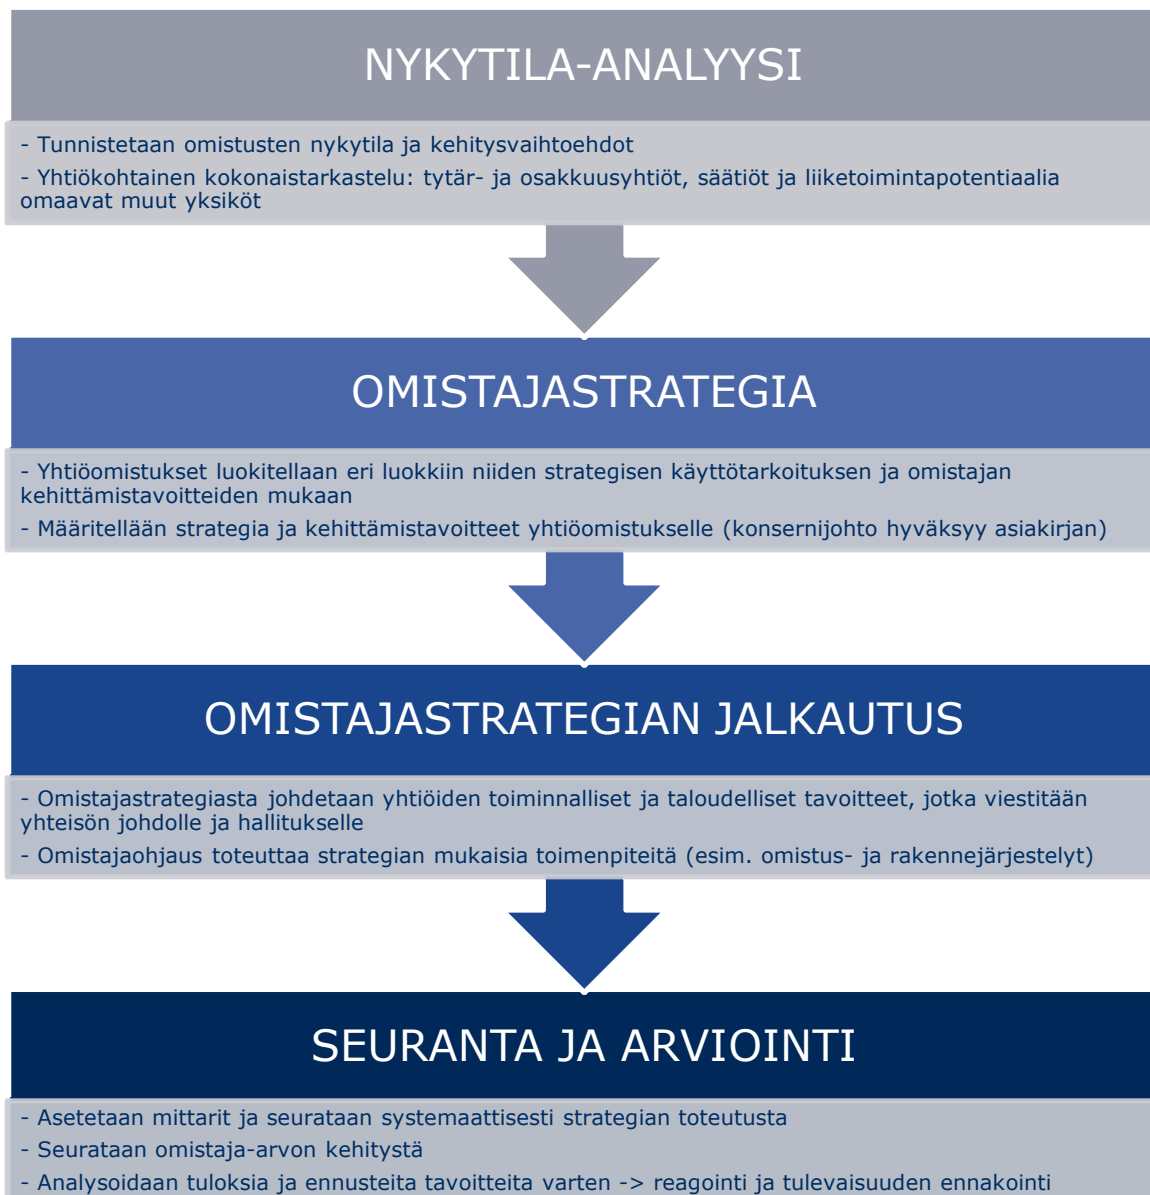 NYKYTILA-ANALYYSI
- Tunnistetaan omistusten nykytila ja kehitysvaihtoehdot
- Yhtiökohtainen kokonaistarkastelu: tytär- ja osakkuusyhtiöt, säätiöt ja liiketoimintapotentiaalia
omaavat muut yksiköt
OMISTAJASTRATEGIA
- Yhtiöomistukset luokitellaan eri luokkiin niiden strategisen käyttötarkoituksen ja omistajan
kehittämistavoitteiden mukaan
- Määritellään strategia ja kehittämistavoitteet yhtiöomistukselle (konsernijohto hyväksyy asiakirjan)
OMISTAJASTRATEGIAN JALKAUTUS
- Omistajastrategiasta johdetaan yhtiöiden toiminnalliset ja taloudelliset tavoitteet, jotka viestitään
yhteisön johdolle ja hallitukselle
- Omistajaohjaus toteuttaa strategian mukaisia toimenpiteitä (esim. omistus- ja rakennejärjestelyt)
SEURANTA JA ARVIOINTI
- Asetetaan mittarit ja seurataan systemaattisesti strategian toteutusta
- Seurataan omistaja-arvon kehitystä
- Analysoidaan tuloksia ja ennusteita tavoitteita varten -> reagointi ja tulevaisuuden ennakointi